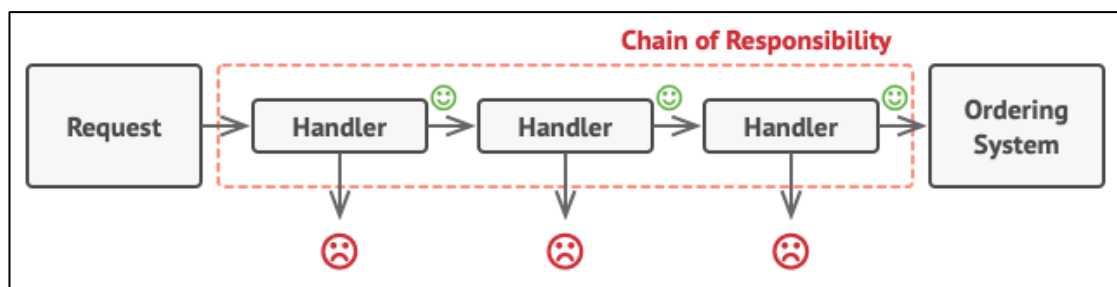 Chain of Responsibility
Request
Handler
Handler
Handler
Ordering
System